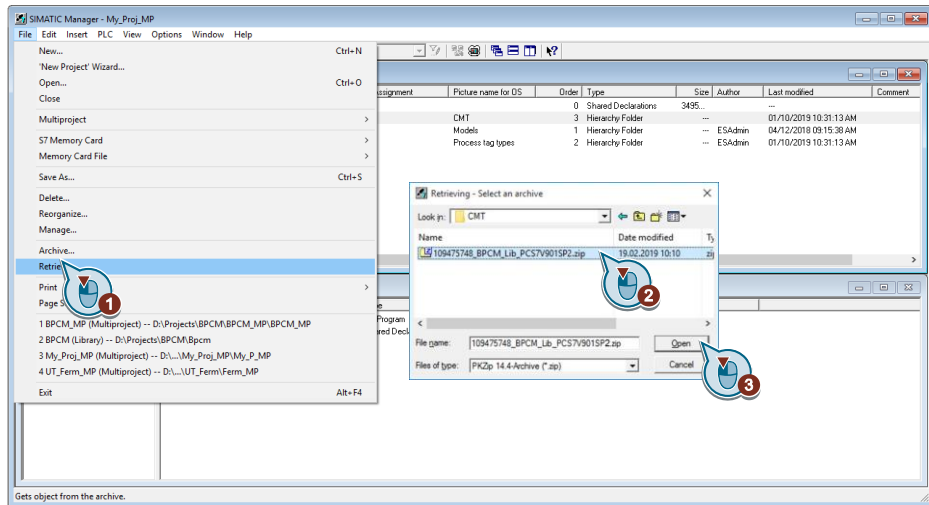 SIMATIC Manager - My_Proj_MP
File Edit Insert PLC View Options Window Help
New... Ctrl+N
'New Project' Wizard...
Open... Ctrl+O
Close
Multiproject >
S7 Memory Card >
Memory Card File >
Save As... Ctrl+S
Delete...
Reorganize...
Manage...
Archive...
Retrie
Print >
Page S
1 BPCM_MP (Multiproject) -- D:\Projects\BPCM\BPCM_MP\BPCM_MP
2 BPCM (Library) -- D:\Projects\BPCM\Bpcm
3 My_Proj_MP (Multiproject) -- D:\...\My_Proj_MP\My_P_MP
4 UT_Ferm_MP (Multiproject) -- D:\...\UT_Ferm\Ferm_MP
Exit Alt+F4
ssignment Picture name for OS Order Type Size Author Last modified Comment
0 Shared Declarations 3495... ---
CMT 3 Hierarchy Folder --- 01/10/2019 10:31:13 AM
Models 1 Hierarchy Folder --- ESAdmin 04/12/2018 09:15:38 AM
Process tag types 2 Hierarchy Folder --- ESAdmin 01/10/2019 10:31:13 AM
Retrieving - Select an archive
Look in: CMT
Name Date modified Ty
109475748_BPCM_Lib_PCS7V901SP2.zip 19.02.2019 10:10 zip
File name: 109475748_BPCM_Lib_PCS7V901SP2.zip Open
Files of type: PKZip 14.4-Archive (*.zip) Cancel
1
2
3
e
Program
red Decl
Gets object from the archive.